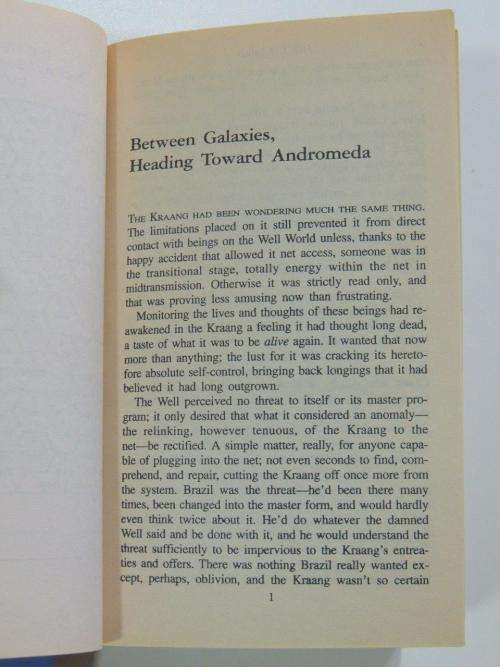 Between Galaxies,
Heading Toward Andromeda
THE KRAANG HAD BEEN WONDERING MUCH THE SAME THING.
The limitations placed on it still prevented it from direct
contact with beings on the Well World unless, thanks to the
happy accident that allowed it net access, someone was in
the transitional stage, totally energy within the net in
midtransmission. Otherwise it was strictly read only, and
that was proving less amusing now than frustrating.
Monitoring the lives and thoughts of these beings had re-
awakened in the Kraang a feeling it had thought long dead,
a taste of what it was to be alive again. It wanted that now
more than anything; the lust for it was cracking its hereto-
fore absolute self-control, bringing back longings that it had
believed it had long outgrown.
The Well perceived no threat to itself or its master pro-
gram; it only desired that what it considered an anomaly—
the relinking, however tenuous, of the Kraang to the
net—be rectified. A simple matter, really, for anyone capa-
ble of plugging into the net; not even seconds to find, com-
prehend, and repair, cutting the Kraang off once more from
the system. Brazil was the threat—he'd been there many
times, been changed into the master form, and would hardly
even think twice about it. He'd do whatever the damned
Well said and be done with it, and he would understand the
threat sufficiently to be impervious to the Kraang's entrea-
ties and offers. There was nothing Brazil really wanted ex-
cept, perhaps, oblivion, and the Kraang wasn't so certain
1